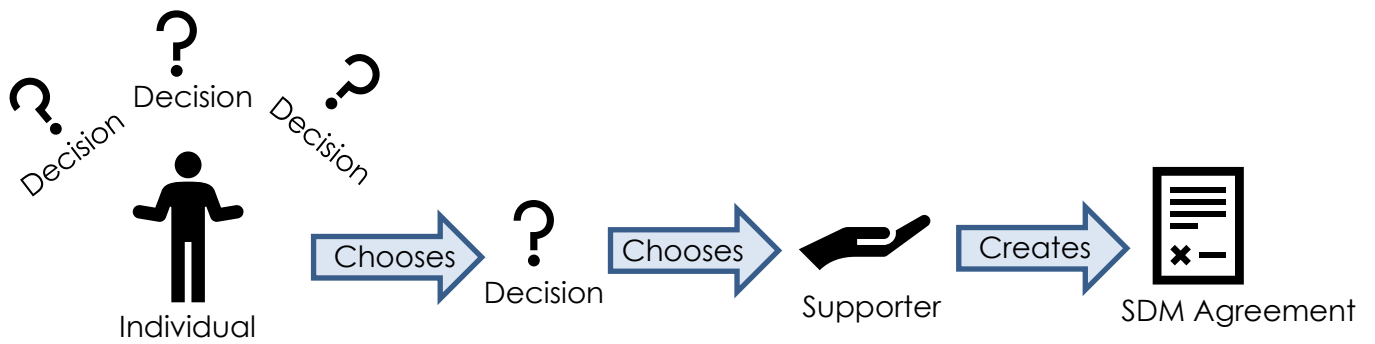 Decision
Decision
Decision
Individual
Chooses
Decision
Chooses
Supporter
Creates
SDM Agreement